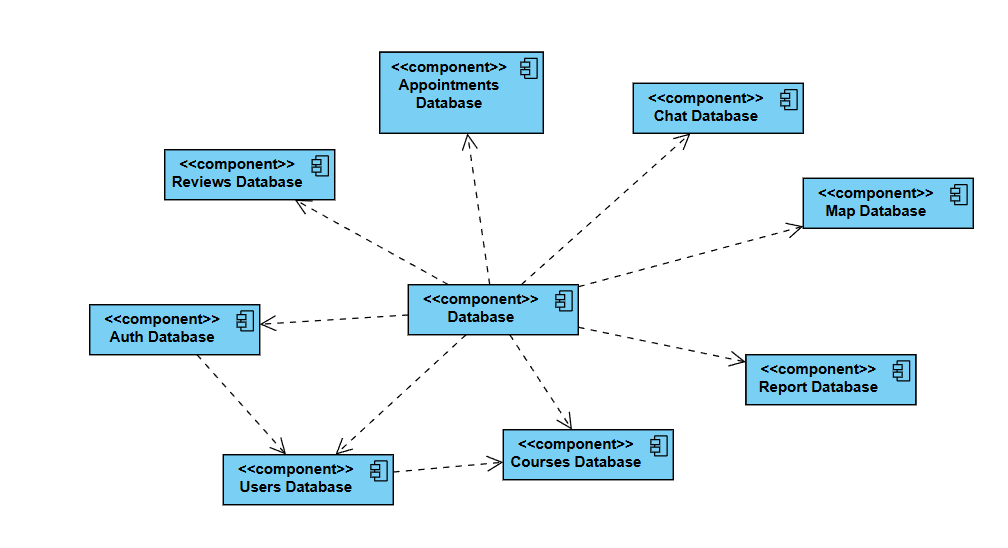 <<component>>
Appointments
Database
<<component>>
Chat Database
<<component>>
Reviews Database
<<component>>
Map Database
<<component>>
Database
<<component>>
Auth Database
<<component>>
Report Database
<<component>>
Courses Database
<<component>>
Users Database